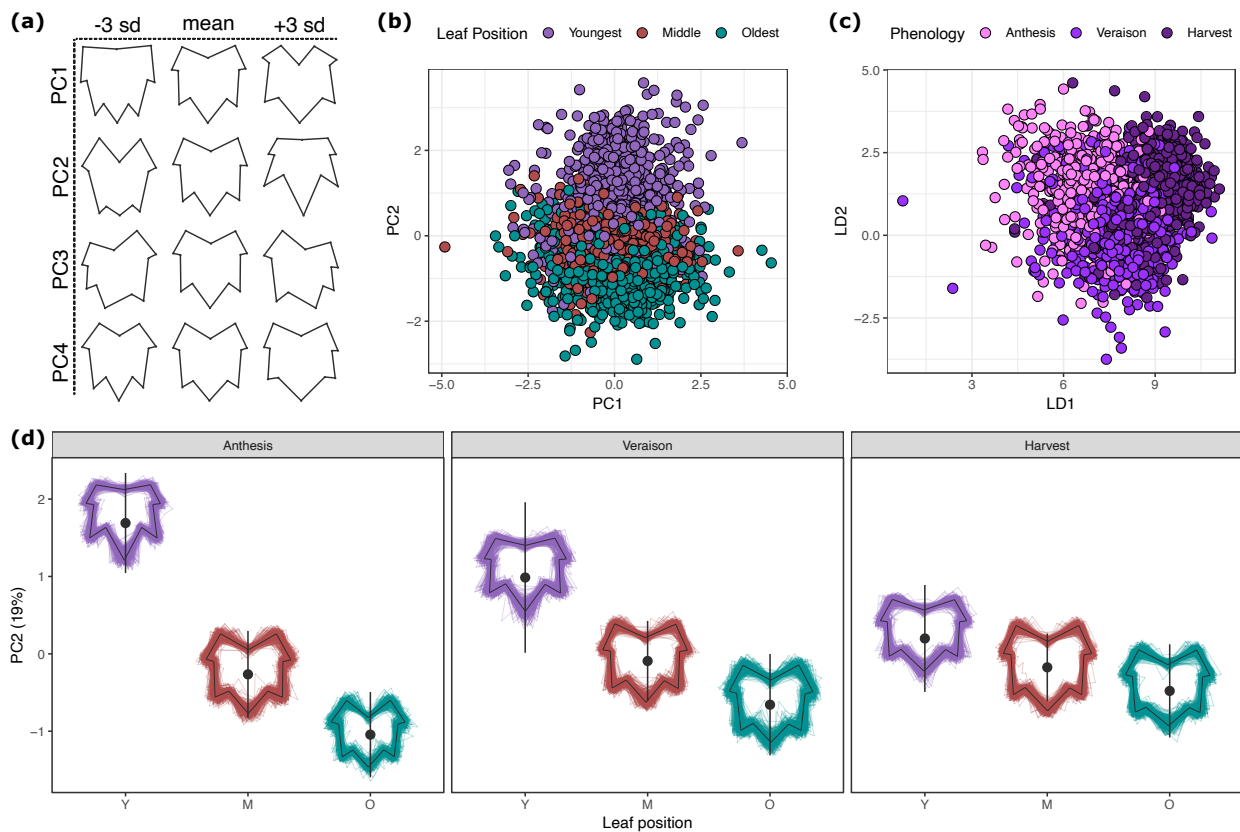 (a)
-3 sd mean +3 sd
PC1
PC2
PC3
PC4
(b)
Leaf Position Youngest Middle Oldest
PC2
2
0
−2
−5.0 −2.5 0.0 2.5 5.0
PC1
(c)
Phenology Anthesis Veraison Harvest
LD2
5.0
2.5
0.0
−2.5
3 6 9
LD1
(d)
Anthesis Veraison Harvest
PC2 (19%)
2
1
0
−1
Y M O Y M O Y M O
Leaf position